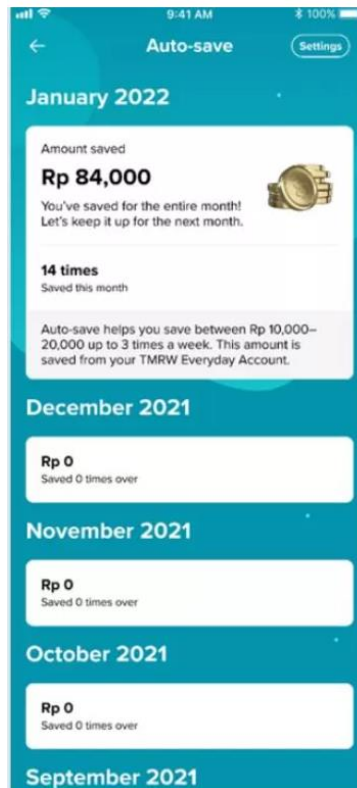 9:41 AM
100%
Auto-save
Settings
January 2022
Amount saved
Rp 84,000
You've saved for the entire month!
Let's keep it up for the next month.
14 times
Saved this month
Auto-save helps you save between Rp 10,000–
20,000 up to 3 times a week. This amount is
saved from your TMRW Everyday Account.
December 2021
Rp 0
Saved 0 times over
November 2021
Rp 0
Saved 0 times over
October 2021
Rp 0
Saved 0 times over
September 2021